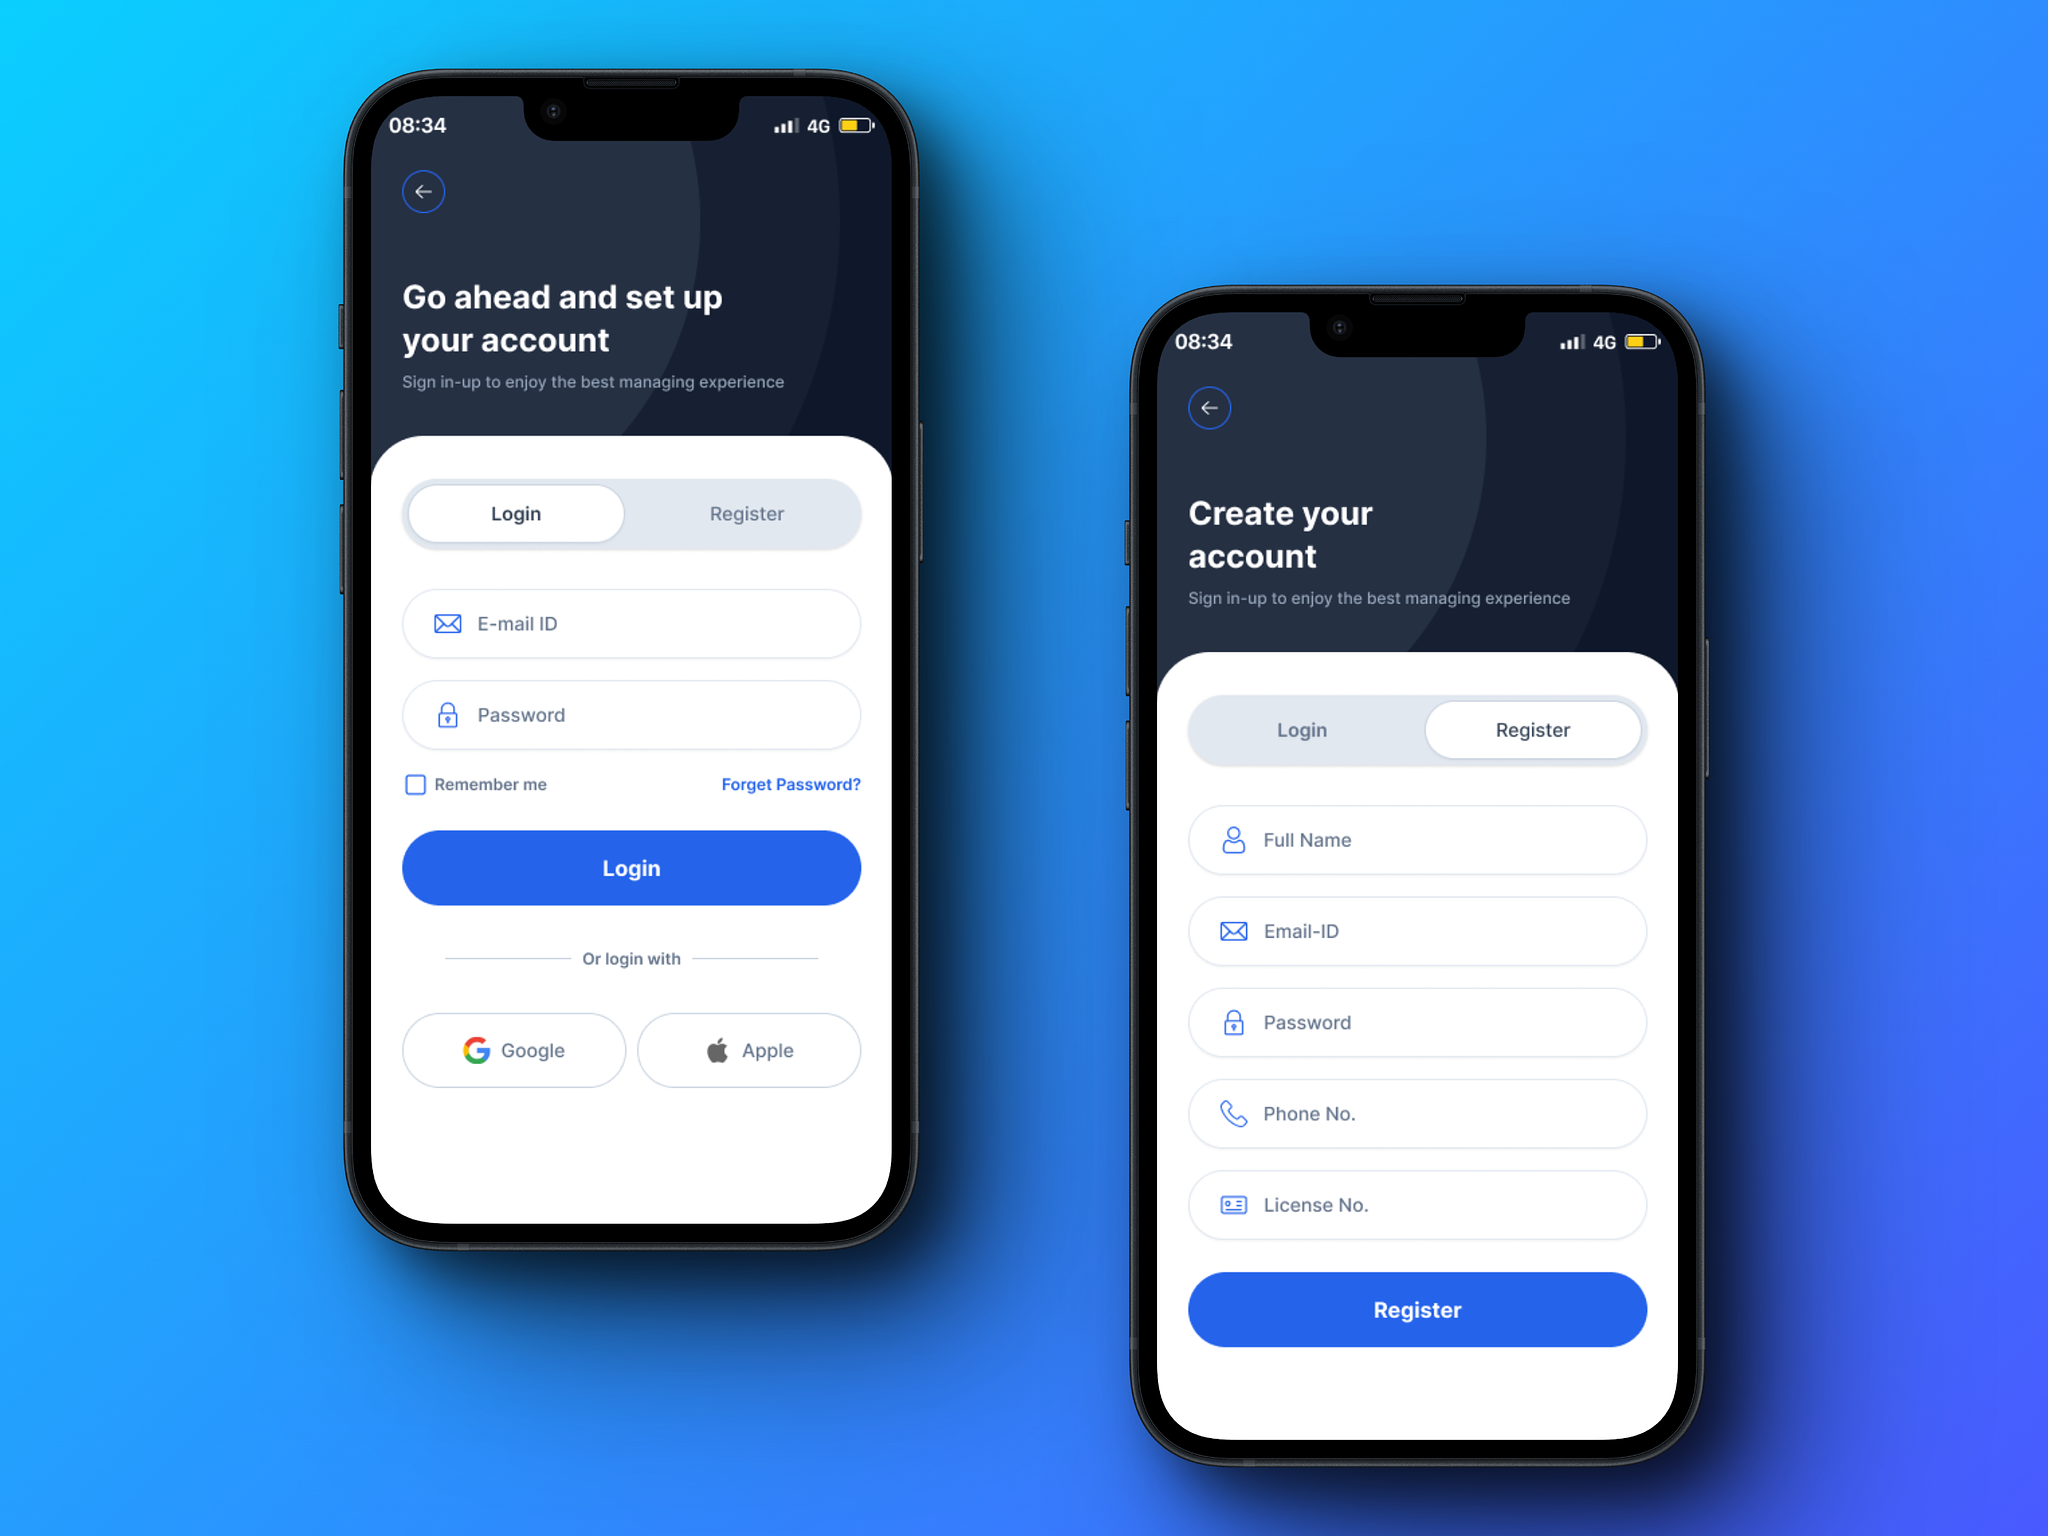 08:34
4G
Go ahead and set up
your account
Sign in-up to enjoy the best managing experience
Login Register
E-mail ID
Password
Remember me Forget Password?
Login
Or login with
Google Apple
08:34
4G
Create your
account
Sign in-up to enjoy the best managing experience
Login Register
Full Name
Email-ID
Password
Phone No.
License No.
Register